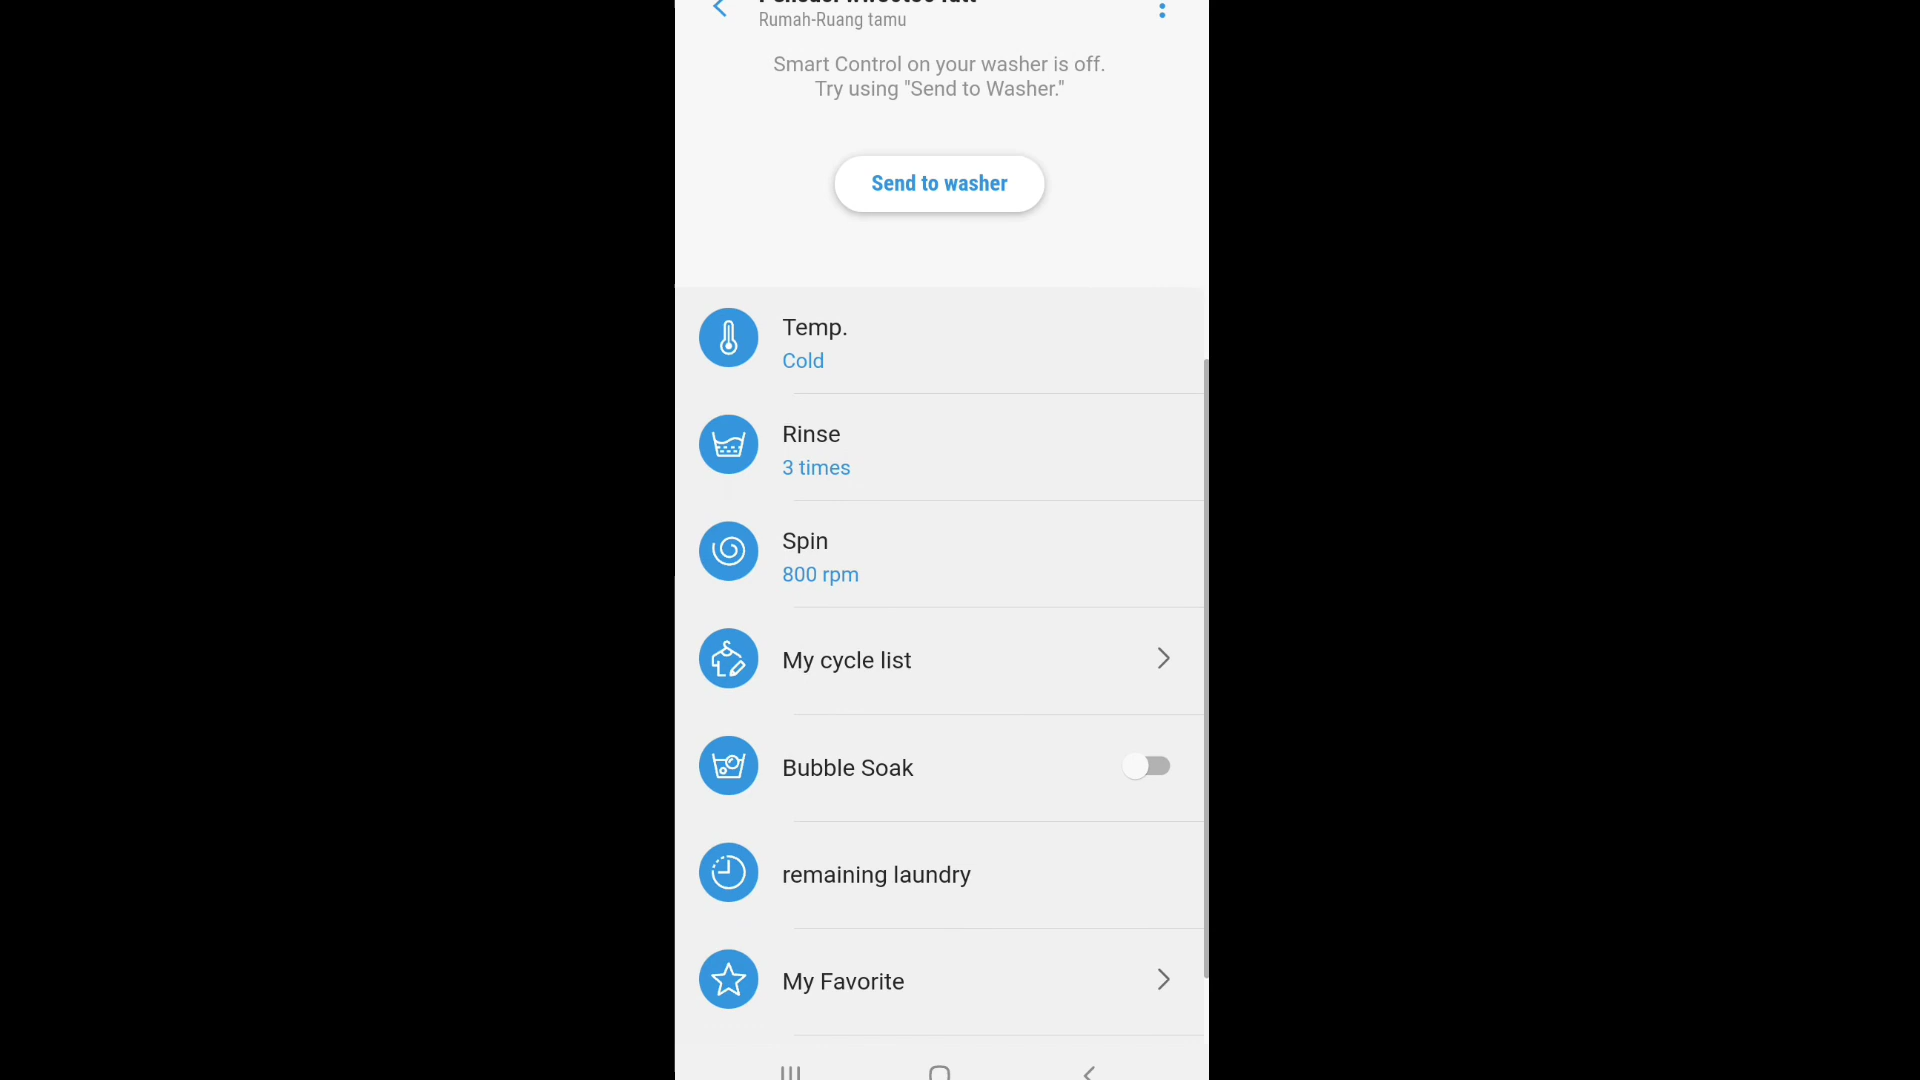 Rumah-Ruang tamu
Smart Control on your washer is off.
Try using "Send to Washer."
Send to washer
Temp.
Cold
Rinse
3 times
Spin
800 rpm
My cycle list
Bubble Soak
remaining laundry
My Favorite